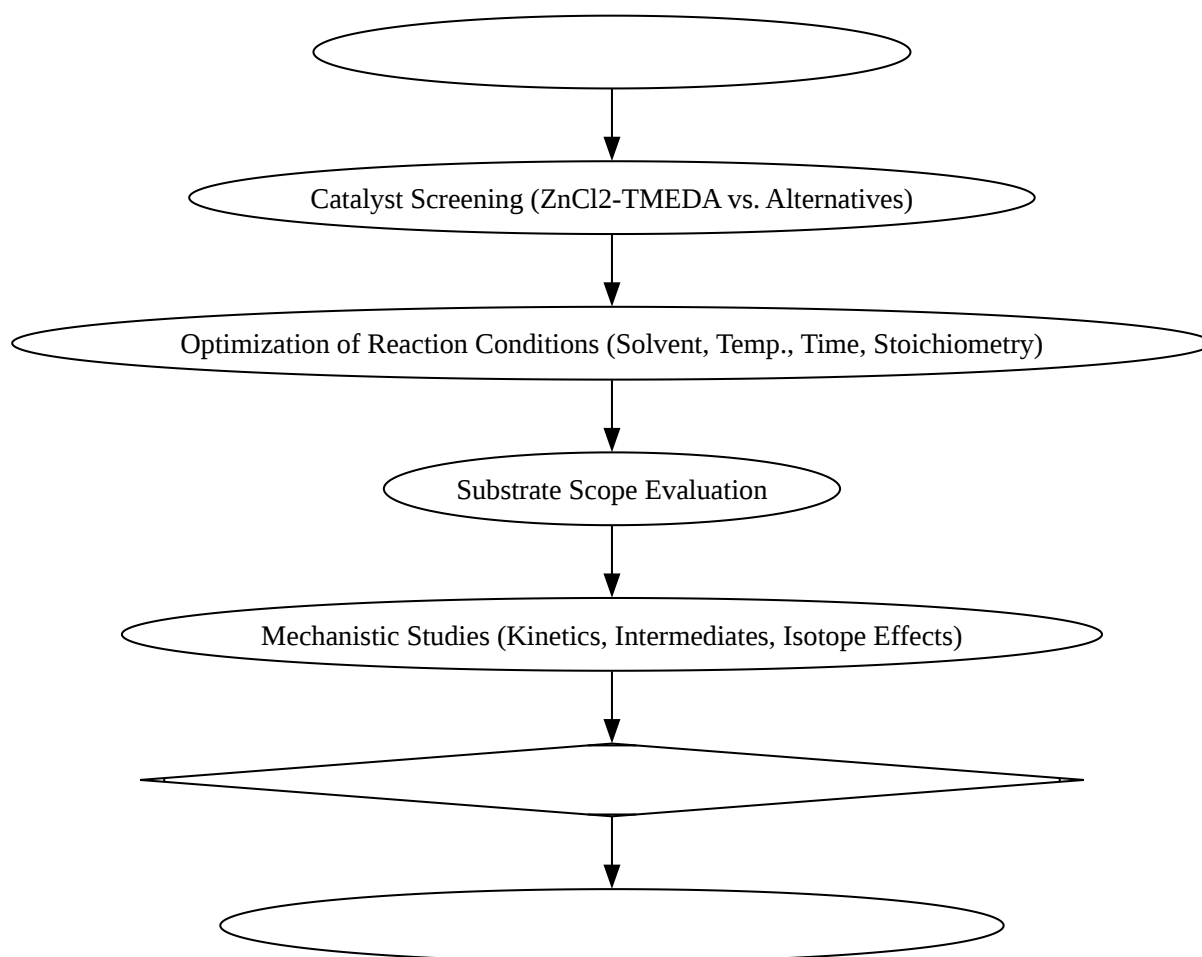 Catalyst Screening (ZnCl2-TMEDA vs. Alternatives)
Optimization of Reaction Conditions (Solvent, Temp., Time, Stoichiometry)
Substrate Scope Evaluation
Mechanistic Studies (Kinetics, Intermediates, Isotope Effects)